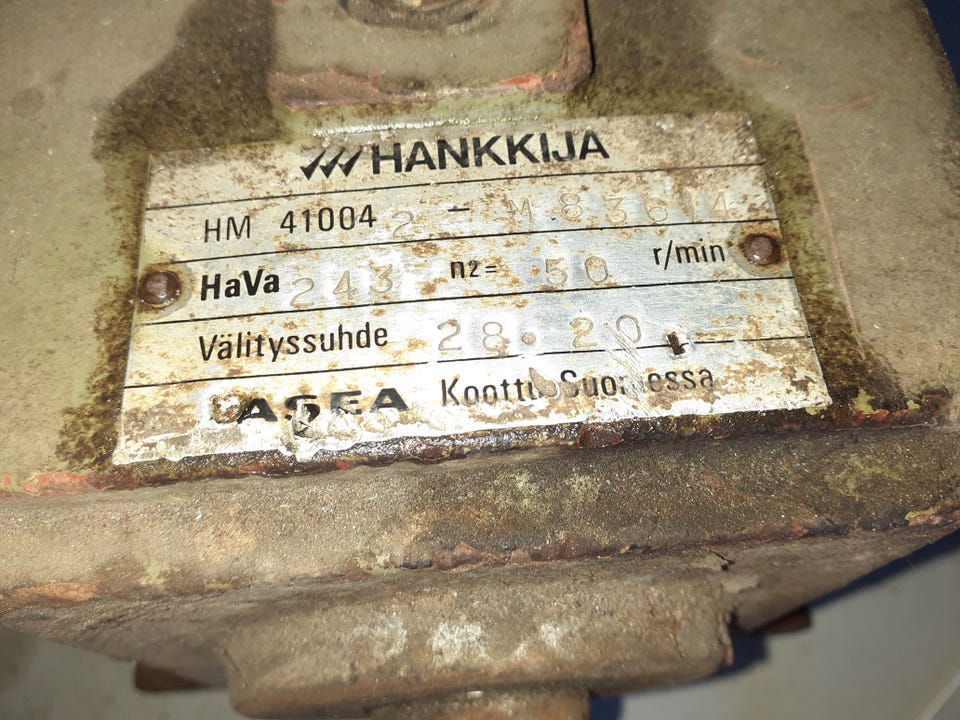 HANKKIJA
HM 41004 2 - M.83614
HaVa 243 n2= 50 r/min
Välityssuhde 28.20
ASEA Koottu Suomessa